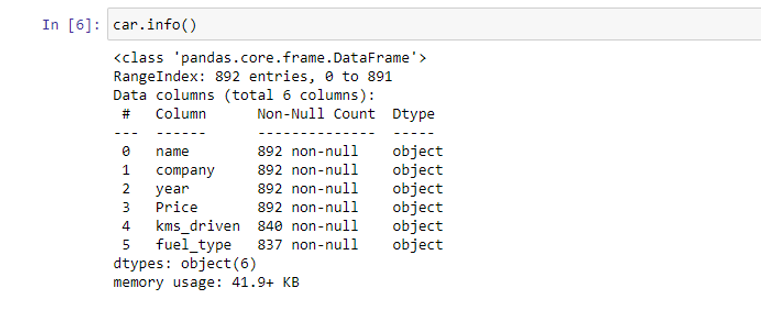 In [6]: car.info()
<class 'pandas.core.frame.DataFrame'>
RangeIndex: 892 entries, 0 to 891
Data columns (total 6 columns):
 #   Column      Non-Null Count  Dtype
---  ------      --------------  -----
 0   name        892 non-null    object
 1   company     892 non-null    object
 2   year        892 non-null    object
 3   Price       892 non-null    object
 4   kms_driven  840 non-null    object
 5   fuel_type   837 non-null    object
dtypes: object(6)
memory usage: 41.9+ KB